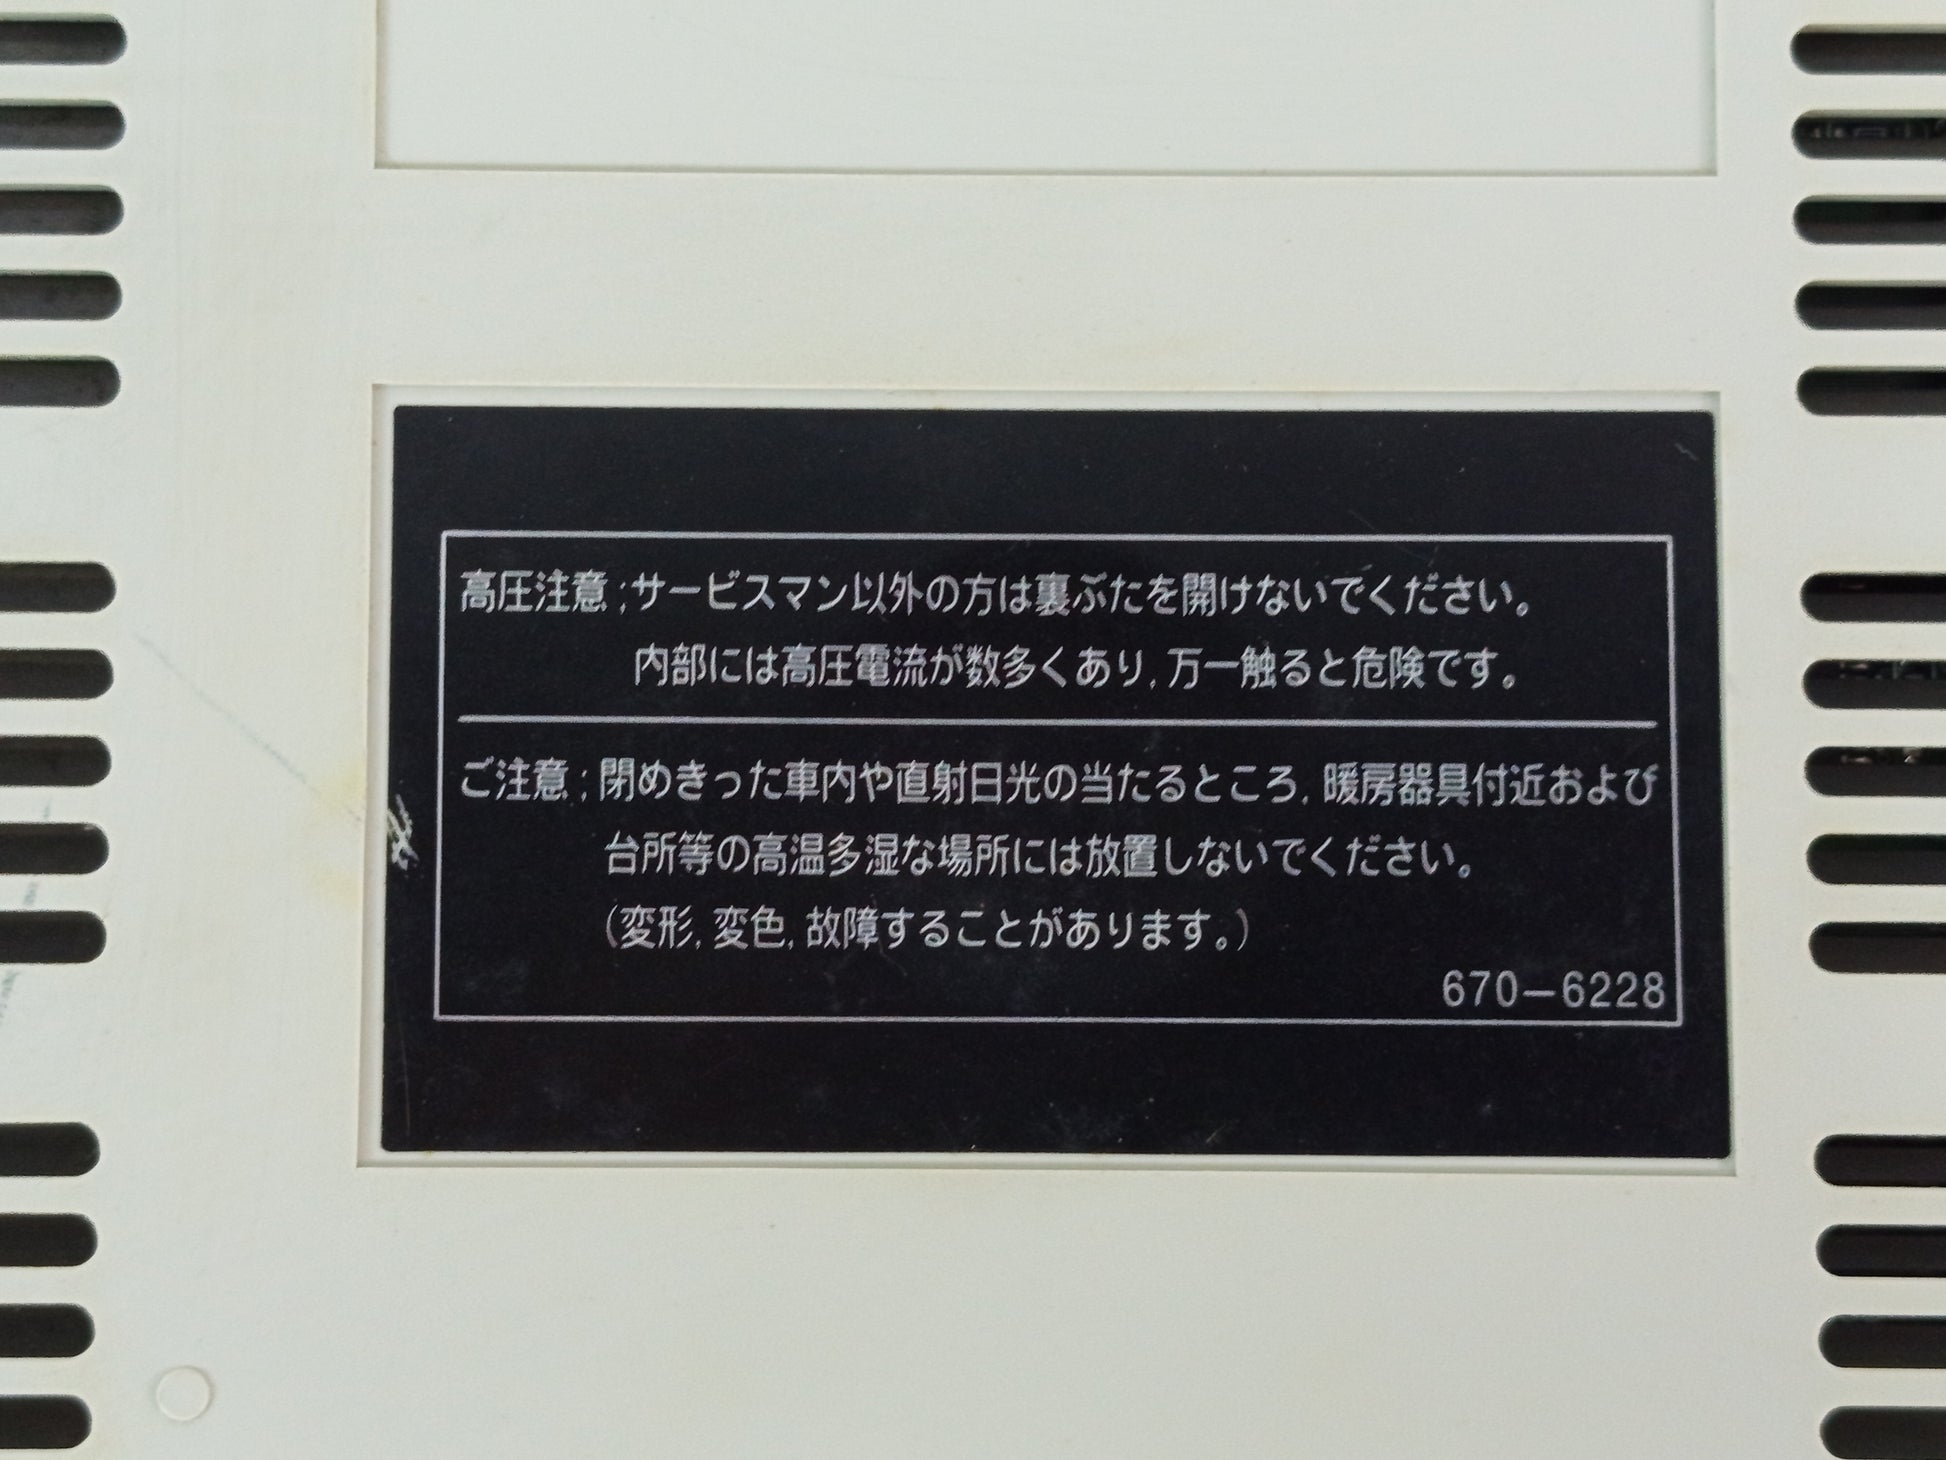 高圧注意;サービスマン以外の方は裏ぶたを開けないでください。
内部には高圧電流が数多くあり,万一触ると危険です。
ご注意;閉めきった車内や直射日光の当たるところ,暖房器具付近および
台所等の高温多湿な場所には放置しないでください。
(変形,変色,故障することがあります。)
670-6228